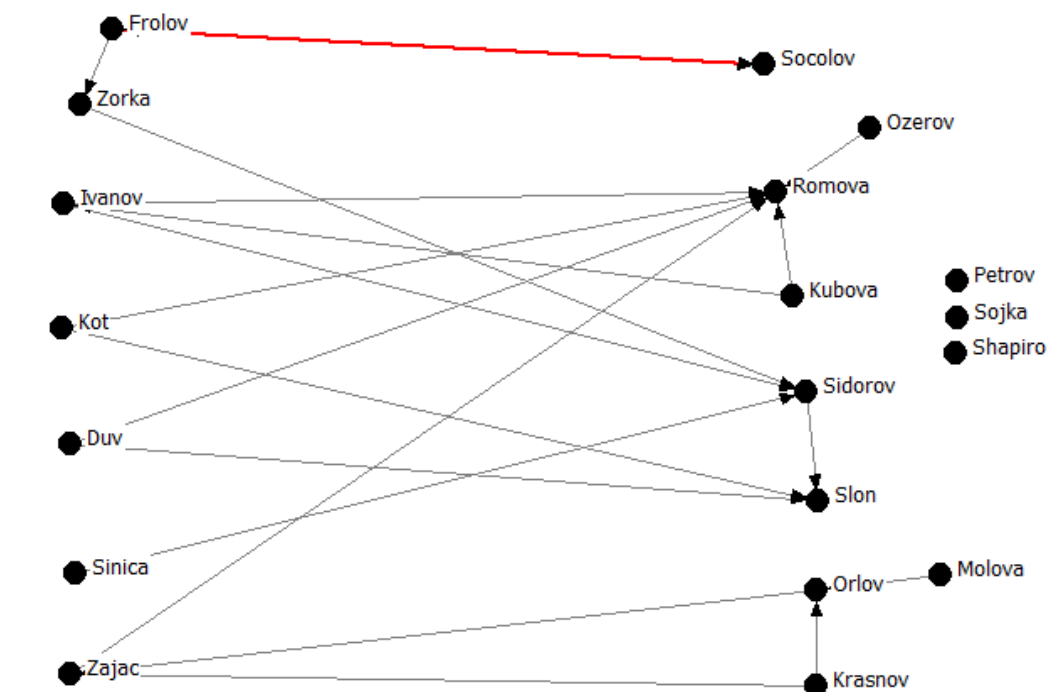 Frolov
Socolov
Zorka
Ozerov
Romova
Ivanov
Petrov
Kubova
Sojka
Kot
Shapiro
Sidorov
Duv
Slon
Sinica
Molova
Orlov
Zajac
Krasnov